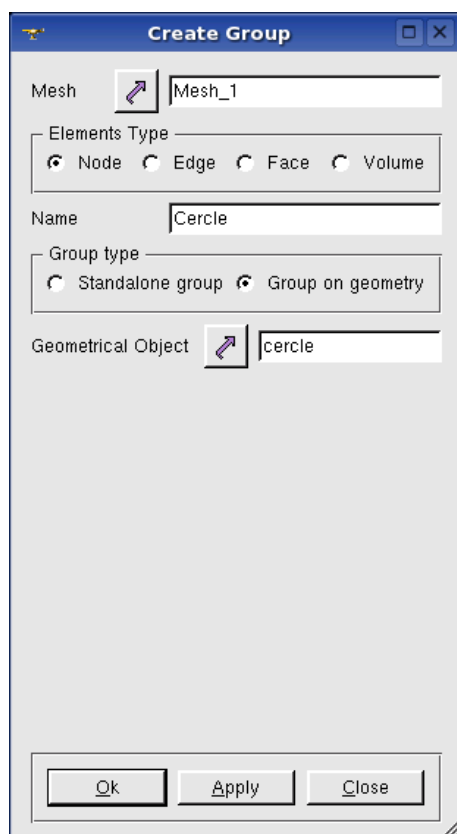 Create Group
Mesh Mesh_1
Elements Type
Node Edge Face Volume
Name Cercle
Group type
Standalone group Group on geometry
Geometrical Object cercle
Ok Apply Close